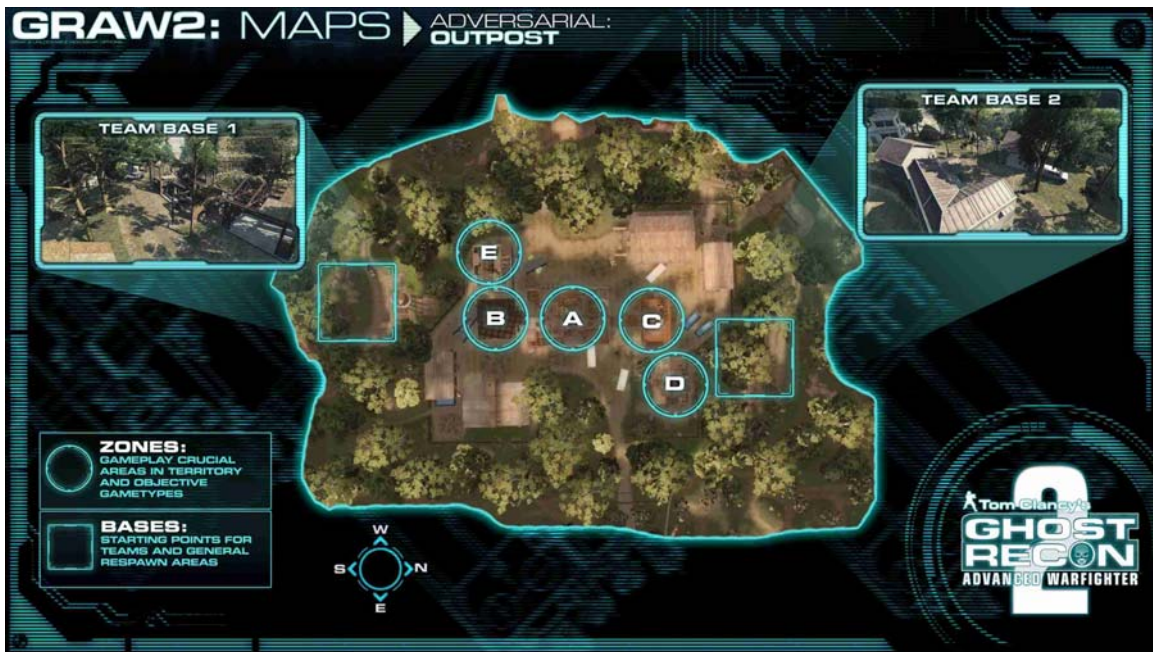 GRAW2: MAPS
ADVERSARIAL:
OUTPOST
TEAM BASE 1
TEAM BASE 2
E
B
A
C
D
ZONES:
GAMEPLAY CRUCIAL
AREAS IN TERRITORY
AND OBJECTIVE
GAMETYPES
BASES:
STARTING POINTS FOR
TEAMS AND GENERAL
RESPAWN AREAS
W
S
N
E
2
Tom Clancy's
GHOST
RECON
ADVANCED WARFIGHTER